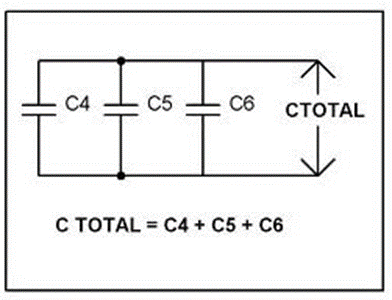 C4 C5 C6 CTOTAL
C TOTAL = C4 + C5 + C6